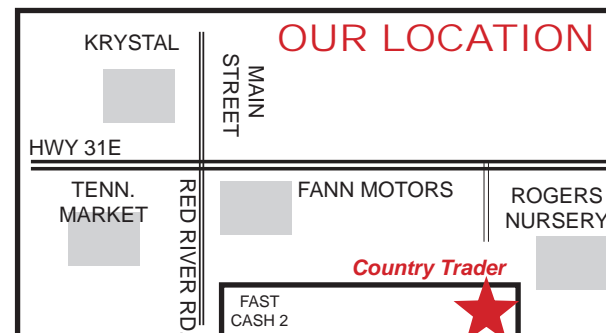 OUR LOCATION
KRYSTAL
MAIN
STREET
HWY 31E
TENN.
MARKET
RED RIVER RD
FANN MOTORS
ROGERS
NURSERY
Country Trader
FAST
CASH 2